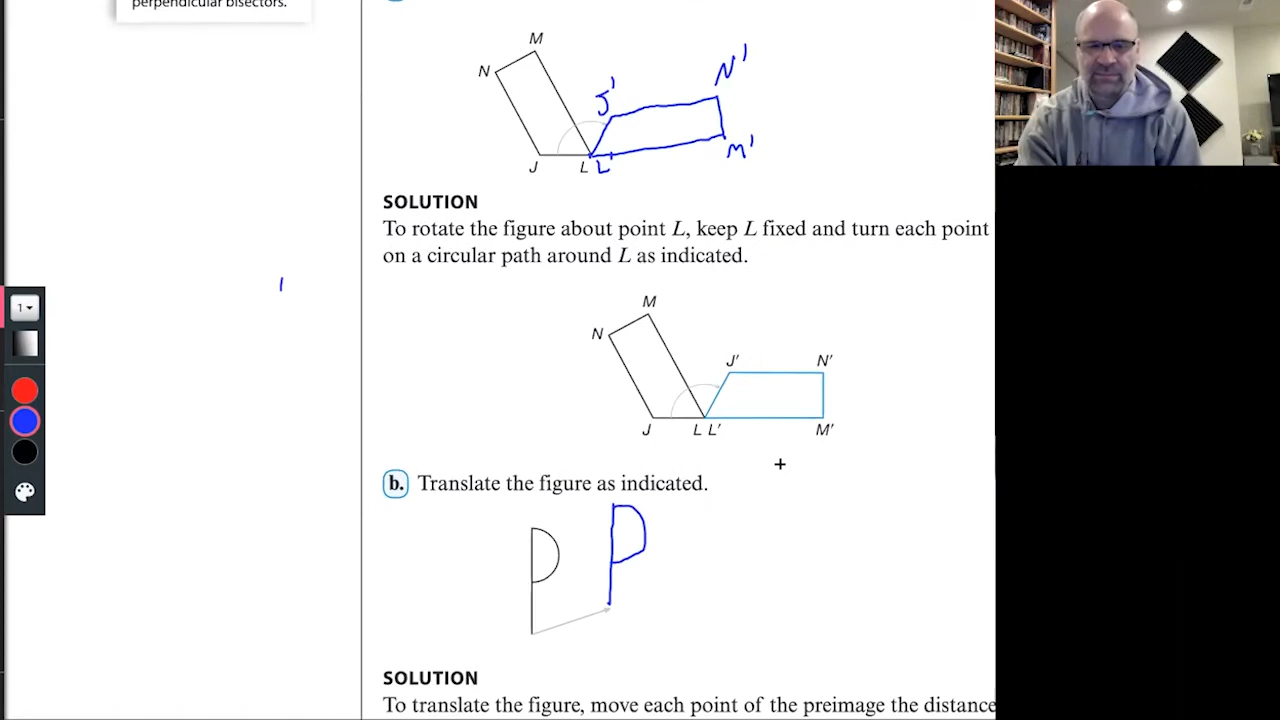 perpendicular bisectors.
M
N
J'
N'
M'
J
L L'
SOLUTION
To rotate the figure about point L, keep L fixed and turn each point
on a circular path around L as indicated.
M
N
J'
N'
J
L L'
M'
b. Translate the figure as indicated.
SOLUTION
To translate the figure, move each point of the preimage the distance
1